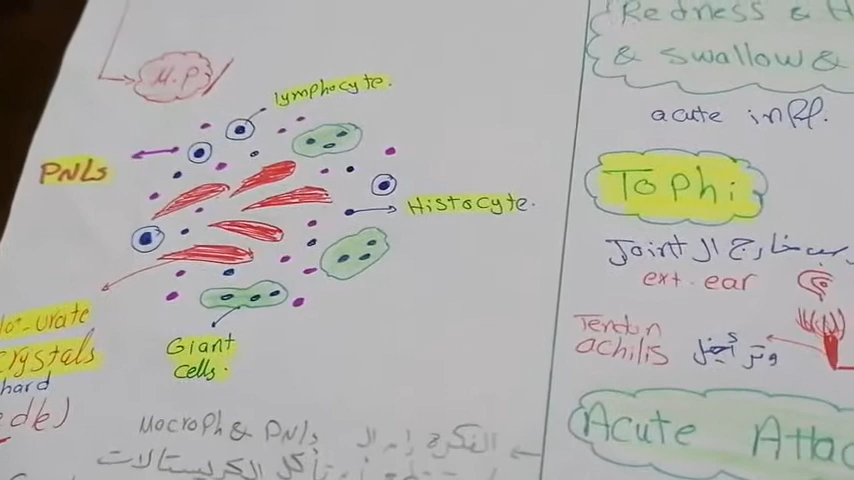 M.P
lymphocyte.
PNLs
Histocyte.
urate
crystals
hard
Giant
cells.
Macroph & PNLs
Redness &
& swallow &
acute infl.
Tophi
Joint ال خارج
ext. ear
Tendon
achilis
وتر أخيل
Acute Attac